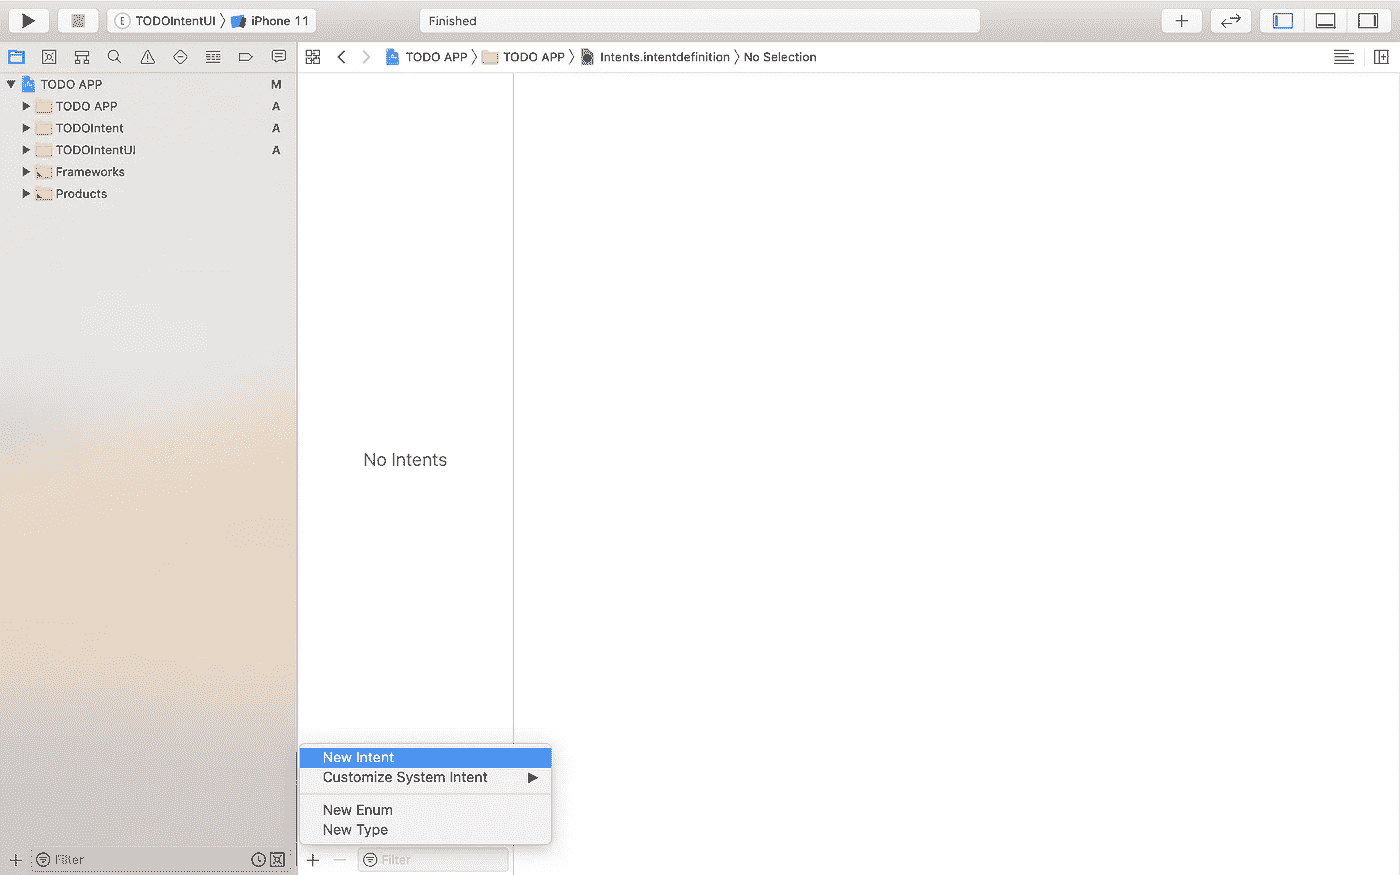 TODOIntentUI iPhone 11
Finished
TODO APP TODO APP Intents.intentdefinition No Selection
TODO APP M
TODO APP A
TODOIntent A
TODOIntentUI A
Frameworks
Products
No Intents
New Intent
Customize System Intent
New Enum
New Type
Filter
Filter